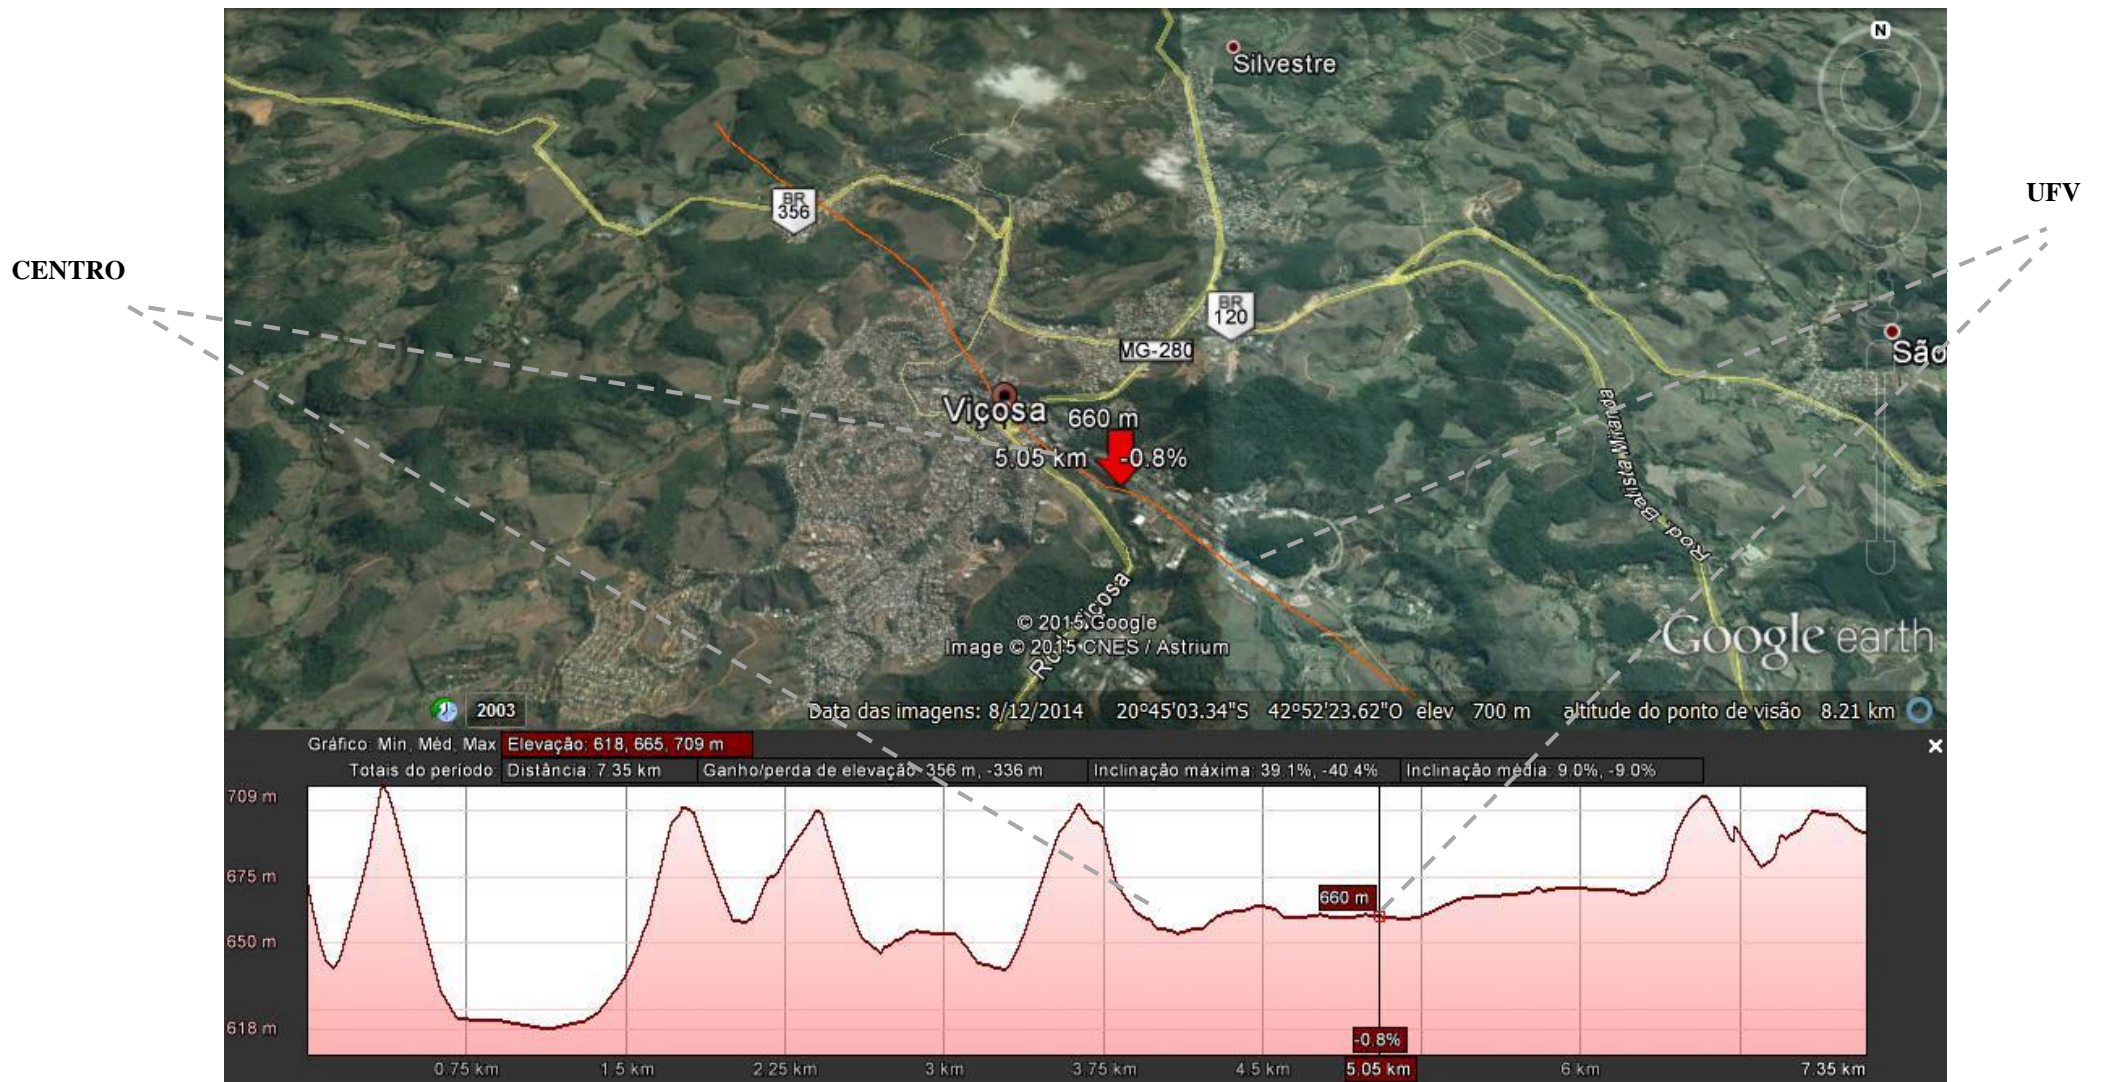 N
Silvestre
UFV
BR
356
CENTRO
BR
120
MG-280
São
Viçosa
660 m
5.05 km
-0.8%
Rod. Batista Miranda
© 2015 Google
Image © 2015 CNES / Astrium
Google earth
2003
Data das imagens: 8/12/2014 20°45'03.34"S 42°52'23.62"O elev 700 m altitude do ponto de visão 8.21 km
Gráfico: Min, Méd, Max Elevação: 618, 665, 709 m
Totais do período: Distância: 7.35 km Ganho/perda de elevação: 356 m, -336 m Inclinação máxima: 39.1%, -40.4% Inclinação média: 9.0%, -9.0%
709 m
675 m
660 m
650 m
618 m
-0.8%
0.75 km 1.5 km 2.25 km 3 km 3.75 km 4.5 km 5.05 km 6 km 7.35 km